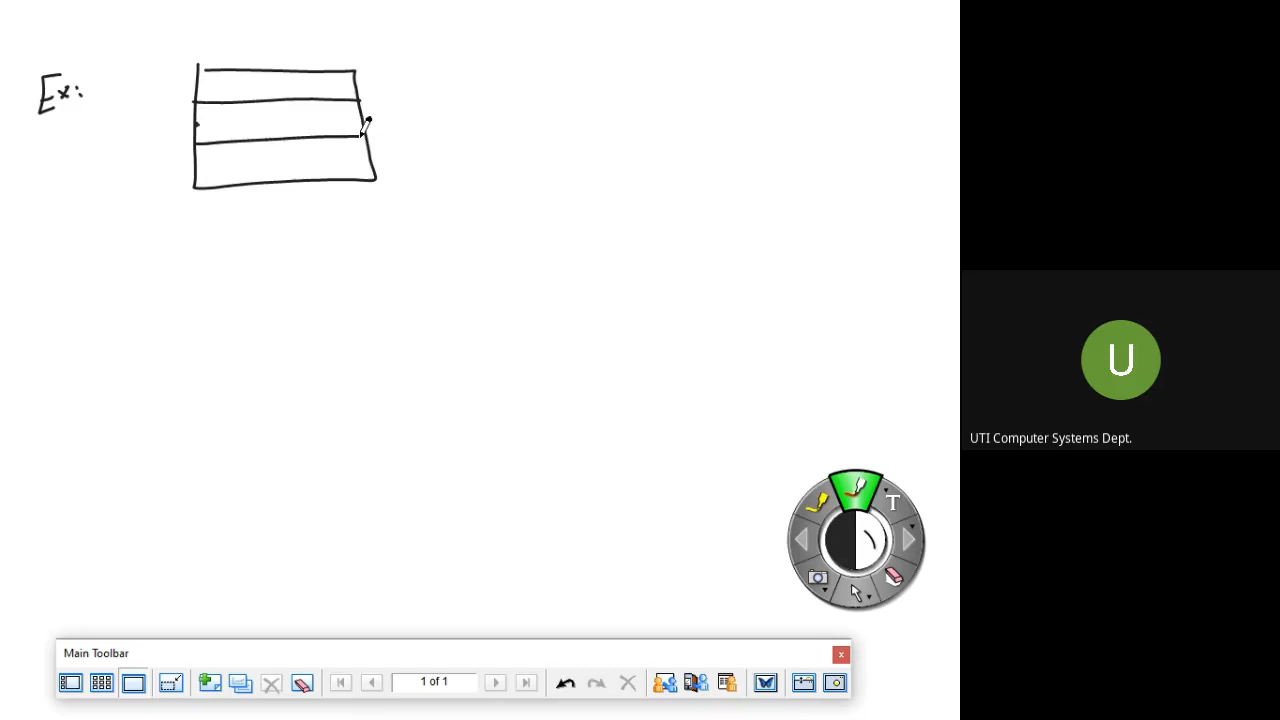 Ex:
U
UTI Computer Systems Dept.
T
Main Toolbar
x
1 of 1